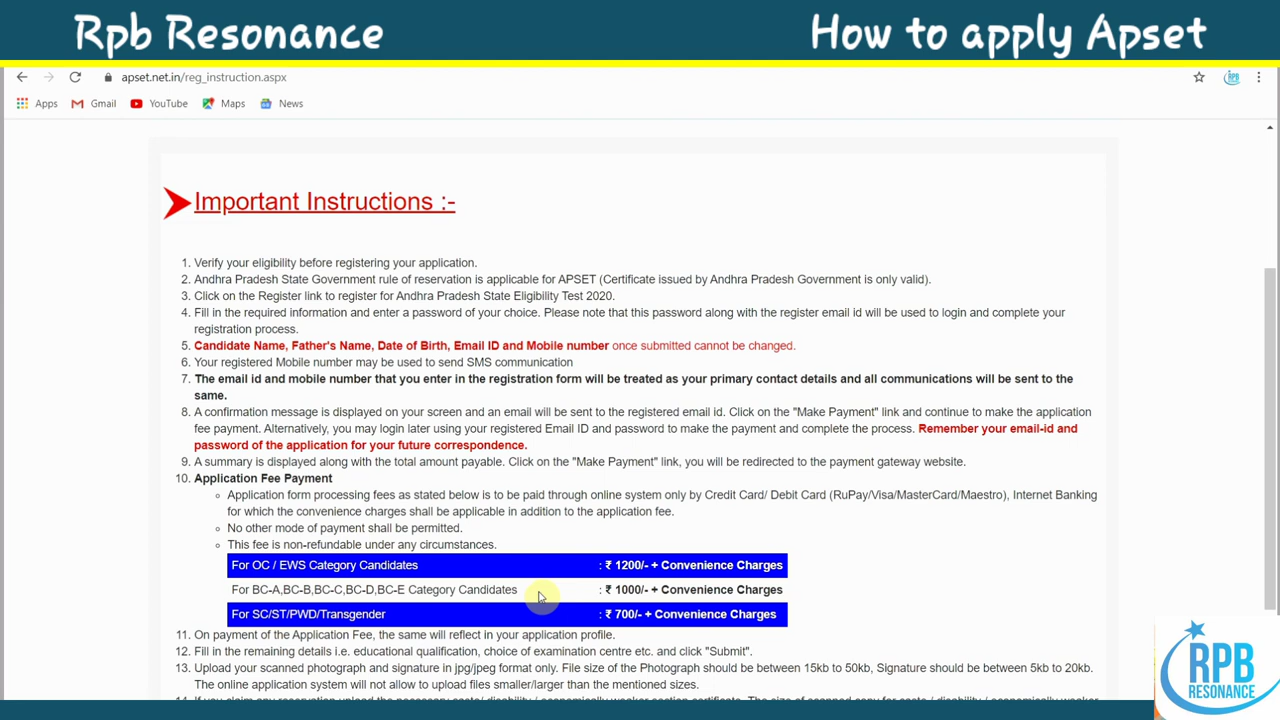 Rpb Resonance
How to apply Apset
apset.net.in/reg_instruction.aspx
RPB
Apps Gmail YouTube Maps News
Important Instructions :-
1. Verify your eligibility before registering your application.
2. Andhra Pradesh State Government rule of reservation is applicable for APSET (Certificate issued by Andhra Pradesh Government is only valid).
3. Click on the Register link to register for Andhra Pradesh State Eligibility Test 2020.
4. Fill in the required information and enter a password of your choice. Please note that this password along with the register email id will be used to login and complete your
registration process.
5. Candidate Name, Father's Name, Date of Birth, Email ID and Mobile number once submitted cannot be changed.
6. Your registered Mobile number may be used to send SMS communication
7. The email id and mobile number that you enter in the registration form will be treated as your primary contact details and all communications will be sent to the
same.
8. A confirmation message is displayed on your screen and an email will be sent to the registered email id. Click on the "Make Payment" link and continue to make the application
fee payment. Alternatively, you may login later using your registered Email ID and password to make the payment and complete the process. Remember your email-id and
password of the application for your future correspondence.
9. A summary is displayed along with the total amount payable. Click on the "Make Payment" link, you will be redirected to the payment gateway website.
10. Application Fee Payment
Application form processing fees as stated below is to be paid through online system only by Credit Card/ Debit Card (RuPay/Visa/MasterCard/Maestro), Internet Banking
for which the convenience charges shall be applicable in addition to the application fee.
No other mode of payment shall be permitted.
This fee is non-refundable under any circumstances.
For OC / EWS Category Candidates : ₹ 1200/- + Convenience Charges
For BC-A,BC-B,BC-C,BC-D,BC-E Category Candidates : ₹ 1000/- + Convenience Charges
For SC/ST/PWD/Transgender : ₹ 700/- + Convenience Charges
11. On payment of the Application Fee, the same will reflect in your application profile.
12. Fill in the remaining details i.e. educational qualification, choice of examination centre etc. and click "Submit".
13. Upload your scanned photograph and signature in jpg/jpeg format only. File size of the Photograph should be between 15kb to 50kb, Signature should be between 5kb to 20kb.
The online application system will not allow to upload files smaller/larger than the mentioned sizes.
RPB
RESONANCE